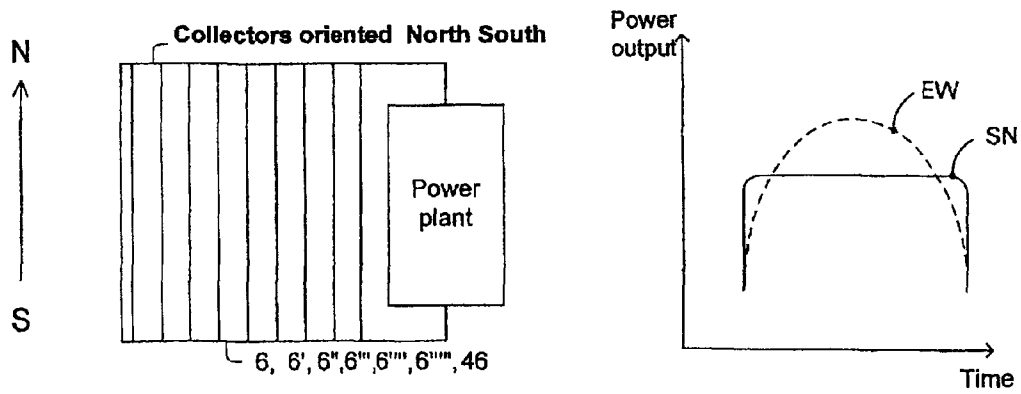 N
S
Collectors oriented North South
Power
plant
6, 6', 6'',6''',6'''',6''''',46
Power
output
EW
SN
Time